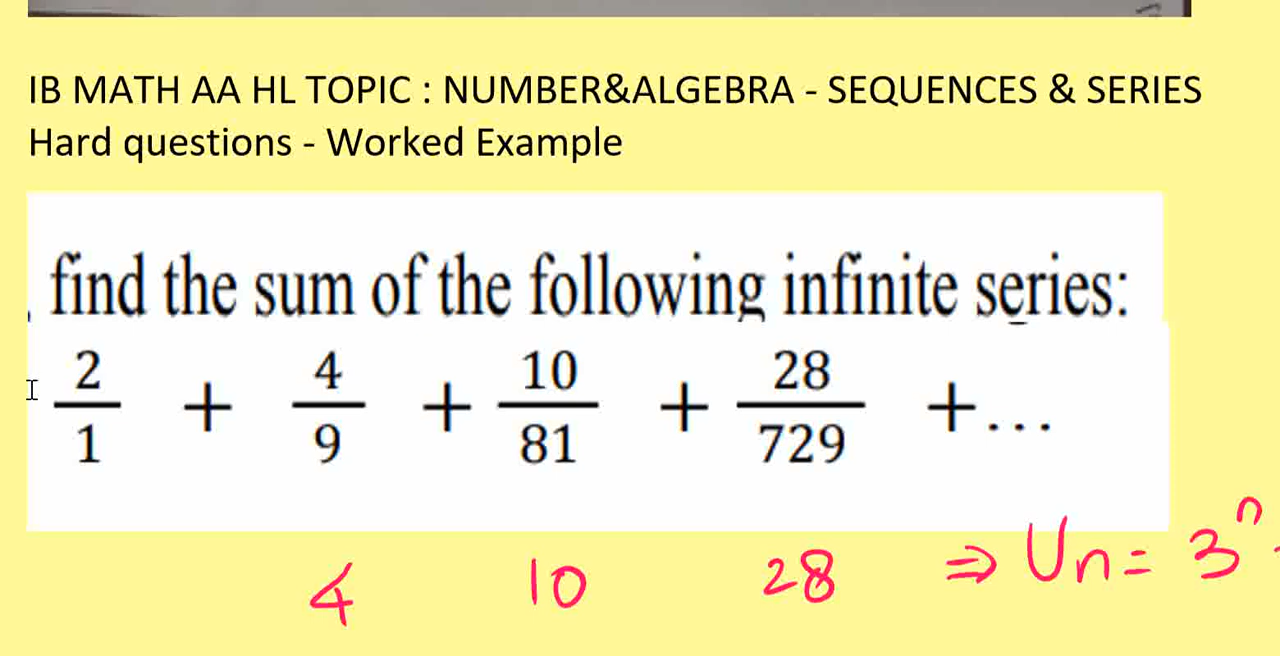 IB MATH AA HL TOPIC : NUMBER&ALGEBRA - SEQUENCES & SERIES
Hard questions - Worked Example
find the sum of the following infinite series:
2/1 + 4/9 + 10/81 + 28/729 +...
4 10 28 ⇒ Un = 3^n